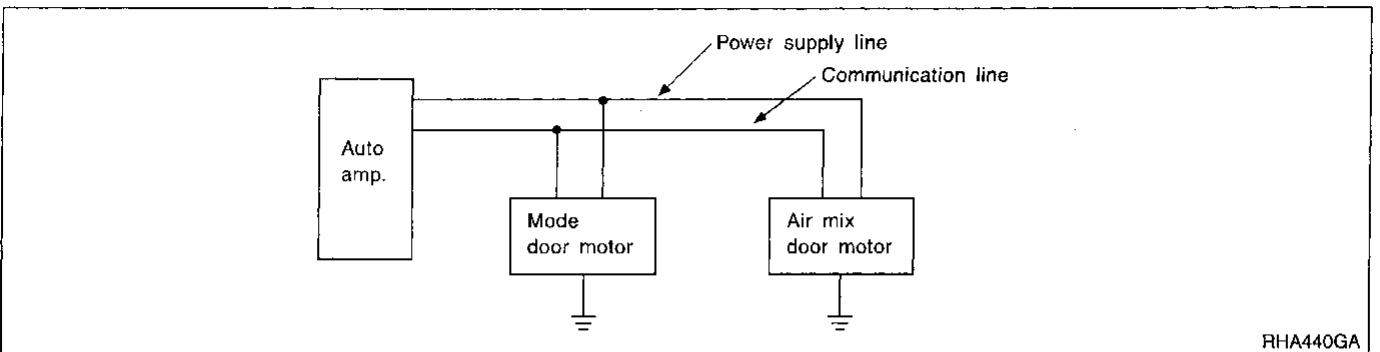 Power supply line
Communication line
Auto
amp.
Mode
door motor
Air mix
door motor
RHA440GA